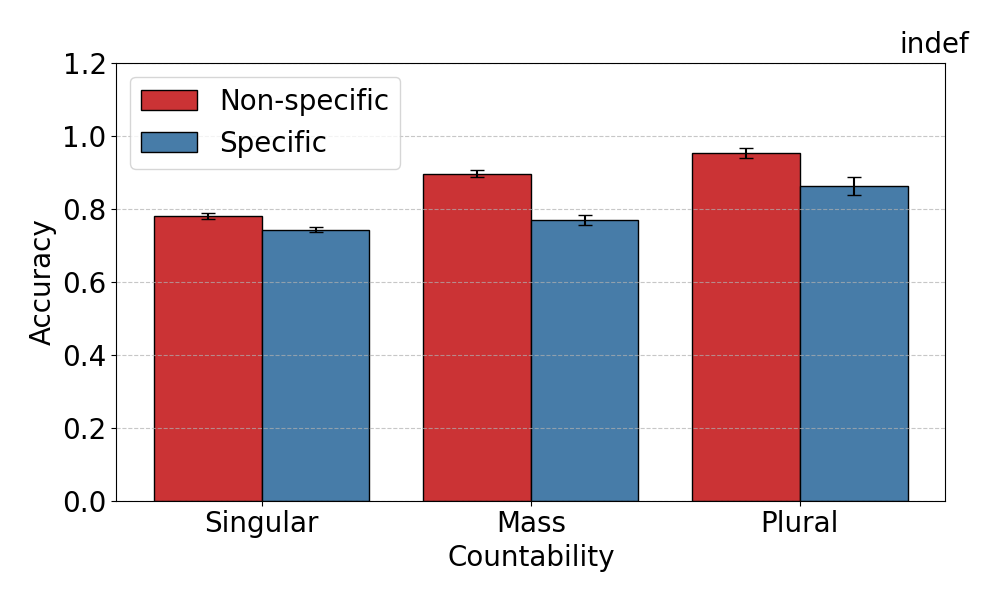 indef
1.2
1.0
0.8
0.6
0.4
0.2
0.0
Accuracy
Non-specific
Specific
Singular
Mass
Plural
Countability